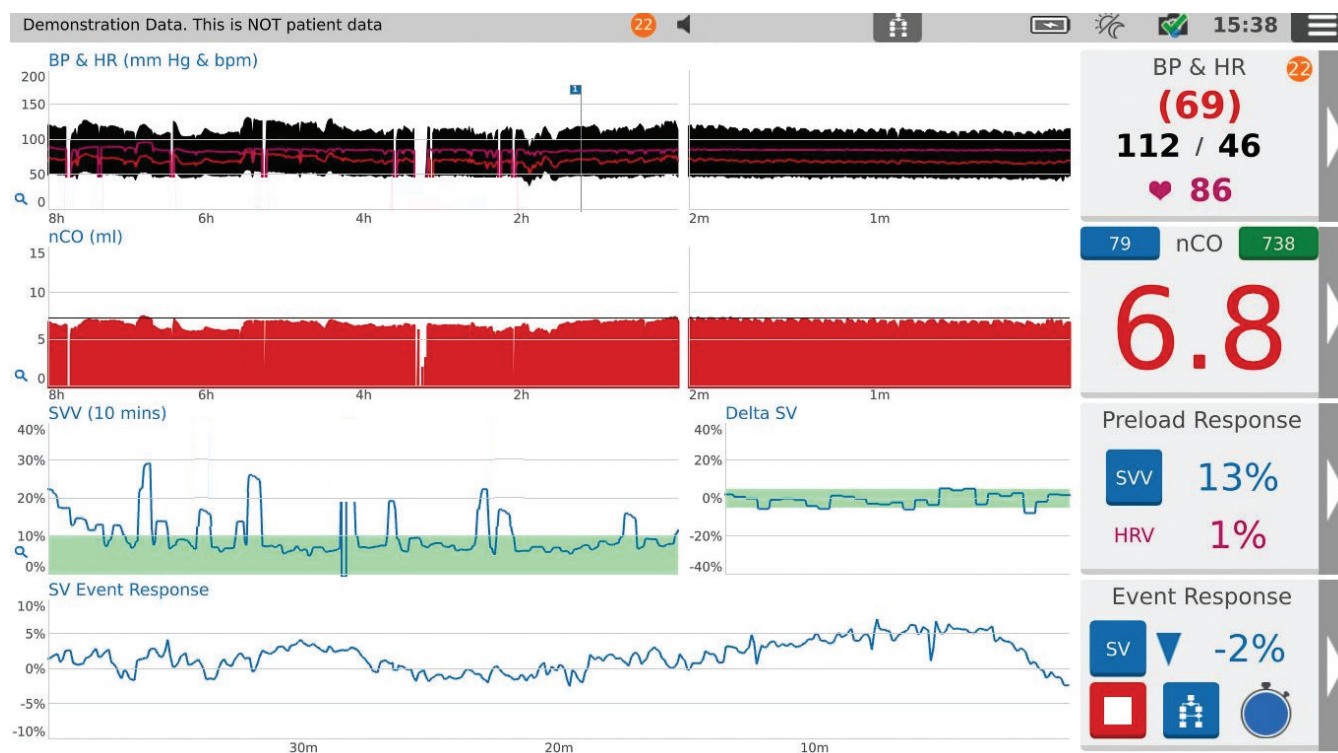 Demonstration Data. This is NOT patient data
22
15:38
BP & HR (mm Hg & bpm)
200
150
100
50
0
1
8h 6h 4h 2h 2m 1m
BP & HR 22
(69)
112 / 46
86
nCO (ml)
15
10
5
0
8h 6h 4h 2h 2m 1m
79 nCO 738
6.8
SVV (10 mins)
40%
30%
20%
10%
0%
Delta SV
40%
20%
0%
-20%
-40%
Preload Response
SVV 13%
HRV 1%
SV Event Response
10%
5%
0%
-5%
-10%
30m 20m 10m
Event Response
SV -2%